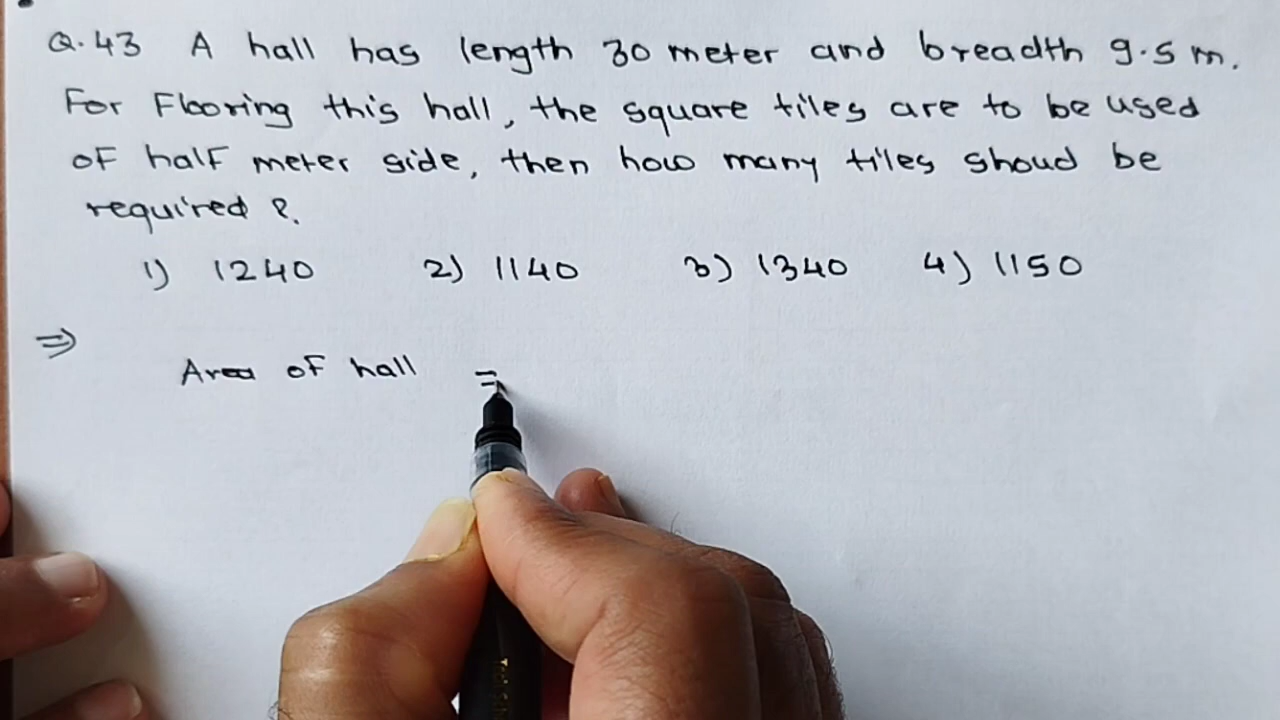 Q.43 A hall has length 30 meter and breadth 9.5 m.
For Flooring this hall, the square tiles are to be used
of half meter side, then how many tiles shoud be
required ?.
1) 1240 2) 1140 3) 1340 4) 1150
⇒
Area of hall =